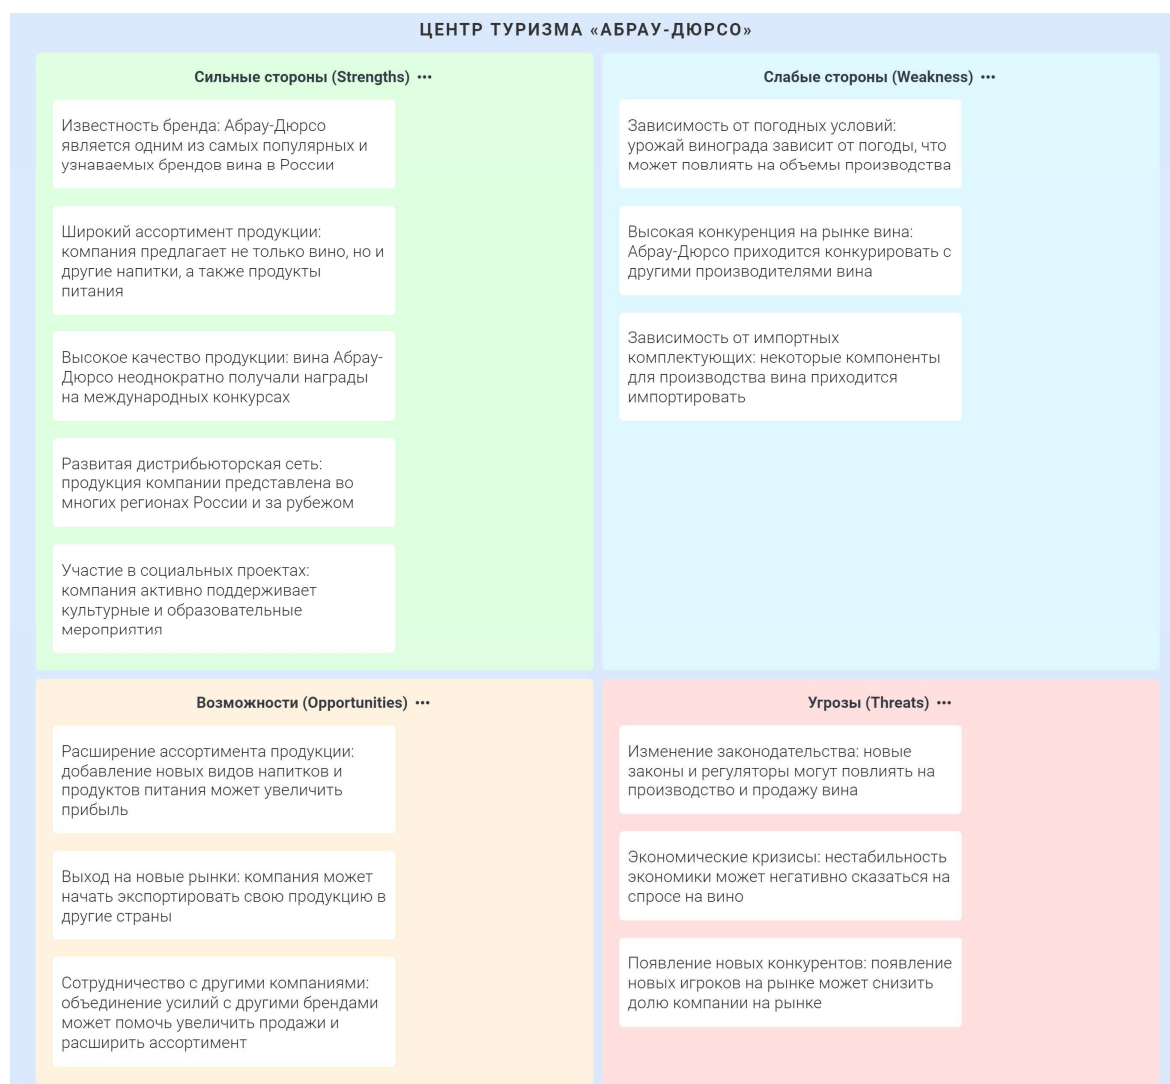 ЦЕНТР ТУРИЗМА «АБРАУ-ДЮРСО»
Сильные стороны (Strengths) •••
Известность бренда: Абрау-Дюрсо
является одним из самых популярных и
узнаваемых брендов вина в России
Широкий ассортимент продукции:
компания предлагает не только вино, но и
другие напитки, а также продукты
питания
Высокое качество продукции: вина Абрау-
Дюрсо неоднократно получали награды
на международных конкурсах
Развитая дистрибьюторская сеть:
продукция компании представлена во
многих регионах России и за рубежом
Участие в социальных проектах:
компания активно поддерживает
культурные и образовательные
мероприятия
Слабые стороны (Weakness) •••
Зависимость от погодных условий:
урожай винограда зависит от погоды, что
может повлиять на объемы производства
Высокая конкуренция на рынке вина:
Абрау-Дюрсо приходится конкурировать с
другими производителями вина
Зависимость от импортных
комплектующих: некоторые компоненты
для производства вина приходится
импортировать
Возможности (Opportunities) •••
Расширение ассортимента продукции:
добавление новых видов напитков и
продуктов питания может увеличить
прибыль
Выход на новые рынки: компания может
начать экспортировать свою продукцию в
другие страны
Сотрудничество с другими компаниями:
объединение усилий с другими брендами
может помочь увеличить продажи и
расширить ассортимент
Угрозы (Threats) •••
Изменение законодательства: новые
законы и регуляторы могут повлиять на
производство и продажу вина
Экономические кризисы: нестабильность
экономики может негативно сказаться на
спросе на вино
Появление новых конкурентов: появление
новых игроков на рынке может снизить
долю компании на рынке